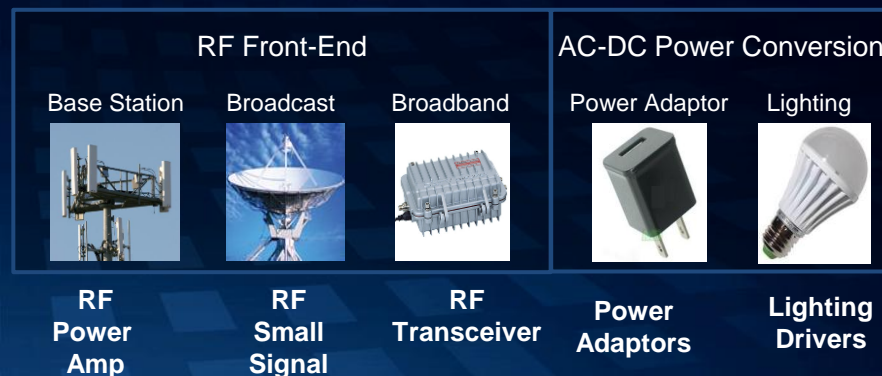 RF Front-End
AC-DC Power Conversion
Base Station
Broadcast
Broadband
Power Adaptor
Lighting
RF
Power
Amp
RF
Small
Signal
RF
Transceiver
Power
Adaptors
Lighting
Drivers